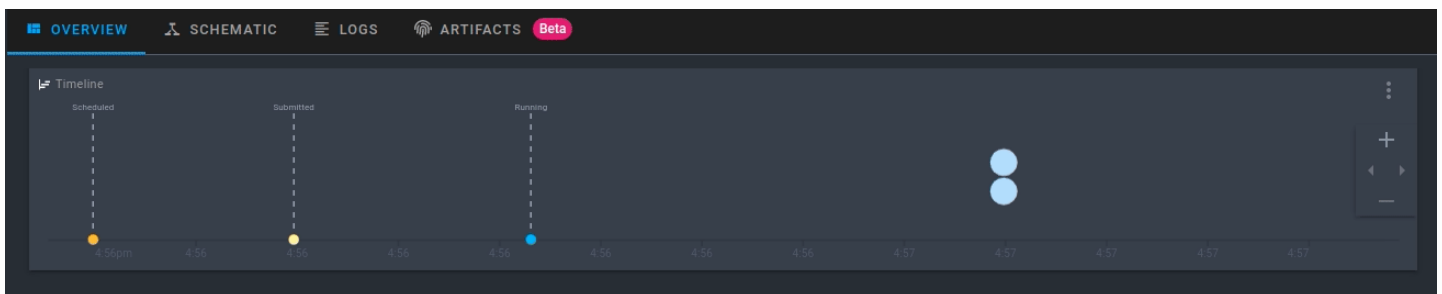 OVERVIEW SCHEMATIC LOGS ARTIFACTS Beta
Timeline
Scheduled Submitted Running
4:56pm 4:56 4:56 4:56 4:56 4:56 4:56 4:56 4:57 4:57 4:57 4:57 4:57